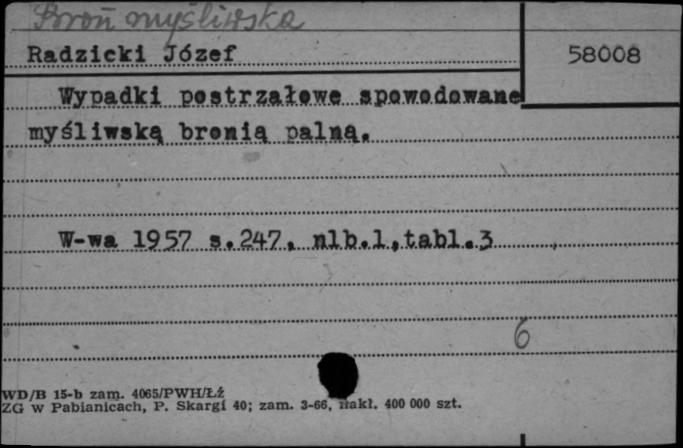 Broń myśliwska
Radzicki Józef
58008
Wypadki postrzałowe spowodowane
myśliwską bronią palną.
W-wa 1957 s.247, nlb.1,tabl.3
6
WD/B 15-b zam. 4065/PWH/Łź
ZG w Pabianicach, P. Skargi 40; zam. 3-66, nakł. 400 000 szt.